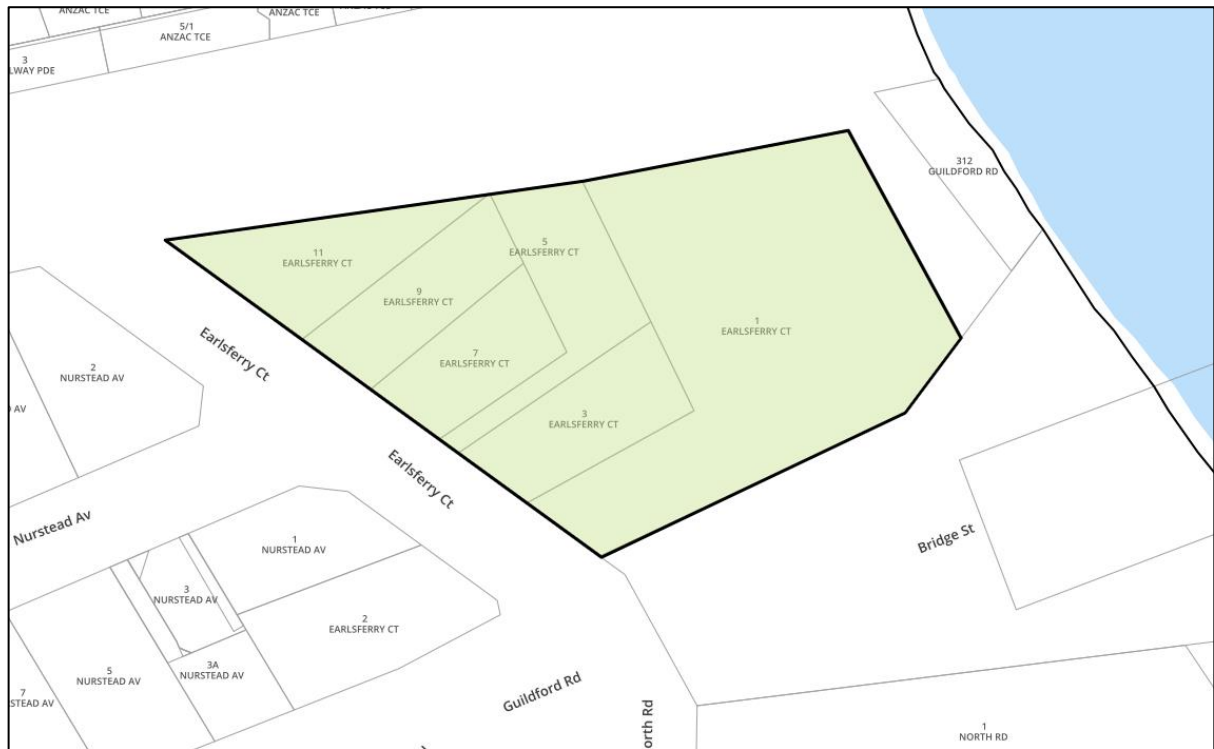 ANZAC TCE
ANZAC TCE
5/1
ANZAC TCE
3
LWAY PDE
312
GUILDFORD RD
11
EARLSFERRY CT
5
EARLSFERRY CT
9
EARLSFERRY CT
1
EARLSFERRY CT
Earlsferry Ct
7
EARLSFERRY CT
2
NURSTEAD AV
AV
3
EARLSFERRY CT
Earlsferry Ct
Nurstead Av
1
NURSTEAD AV
Bridge St
3
NURSTEAD AV
2
EARLSFERRY CT
3A
NURSTEAD AV
5
NURSTEAD AV
7
STEAD AV
Guildford Rd
orth Rd
1
NORTH RD